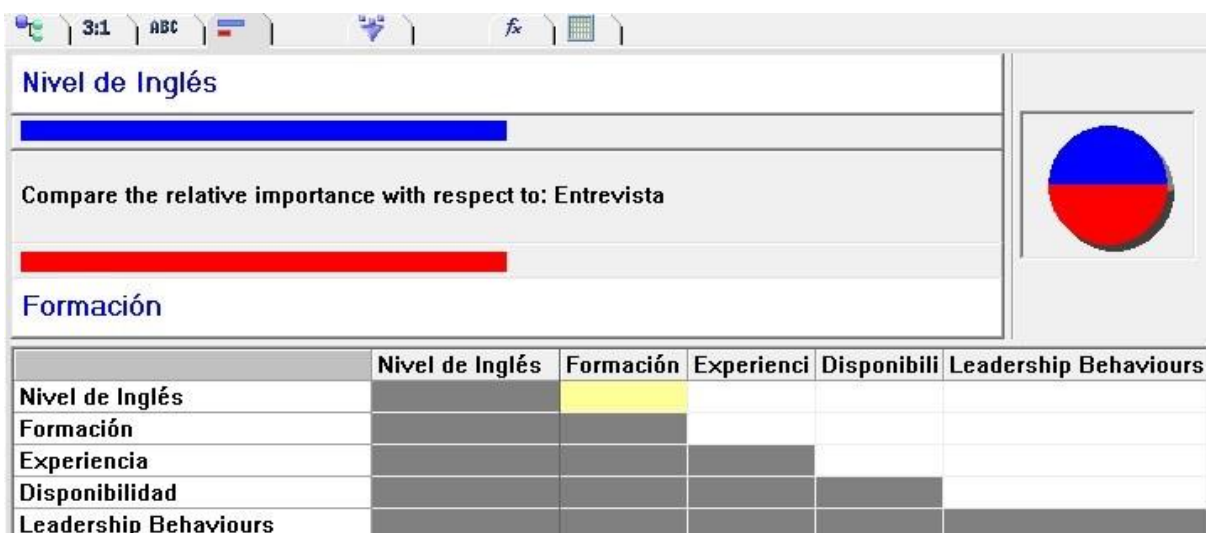 3:1 ABC fx
Nivel de Inglés
Compare the relative importance with respect to: Entrevista
Formación
Nivel de Inglés Formación Experienci Disponibili Leadership Behaviours
Nivel de Inglés
Formación
Experiencia
Disponibilidad
Leadership Behaviours